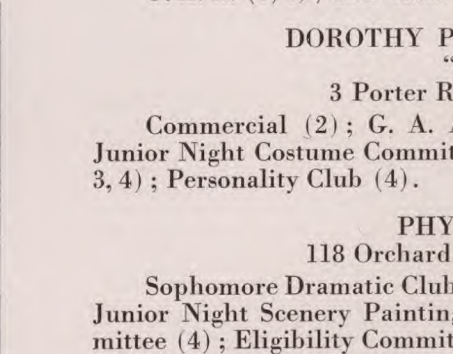 DOROTHY P
“
3 Porter R
Commercial (2) ; G. A.
Junior Night Costume Commit
3, 4) ; Personality Club (4).
PHY
118 Orchard
Sophomore Dramatic Club
Junior Night Scenery Painting
mittee (4) ; Eligibility Commit